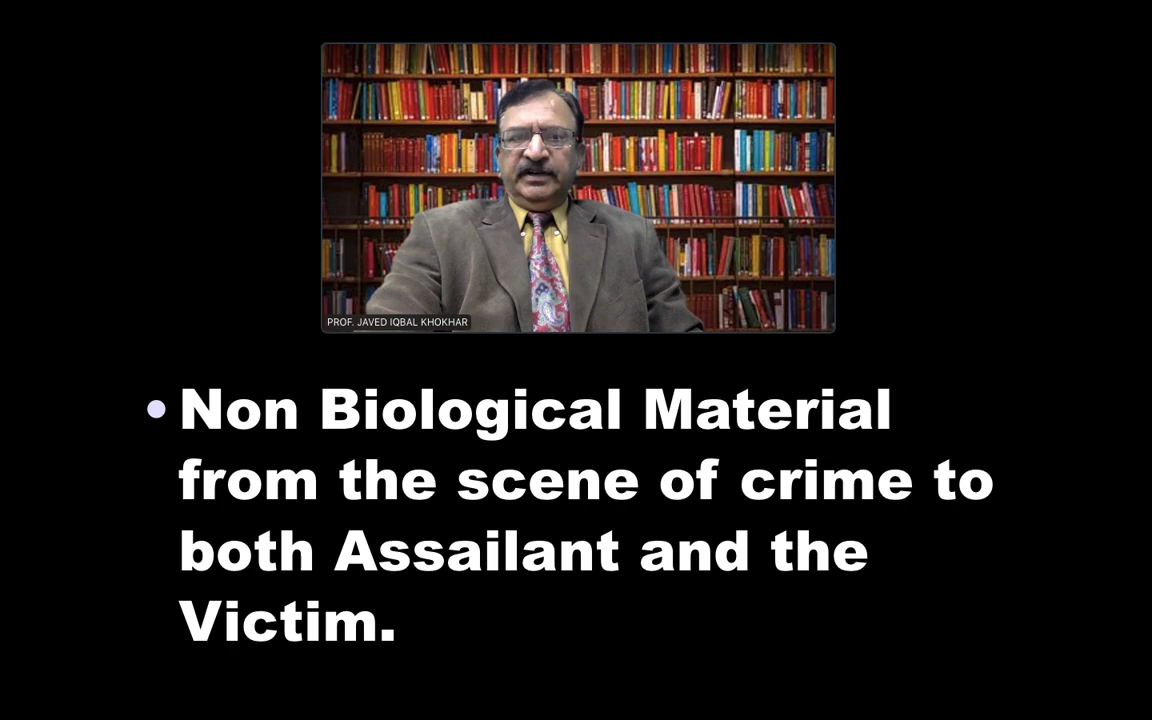 PROF. JAVED IQBAL KHOKHAR
• Non Biological Material
from the scene of crime to
both Assailant and the
Victim.